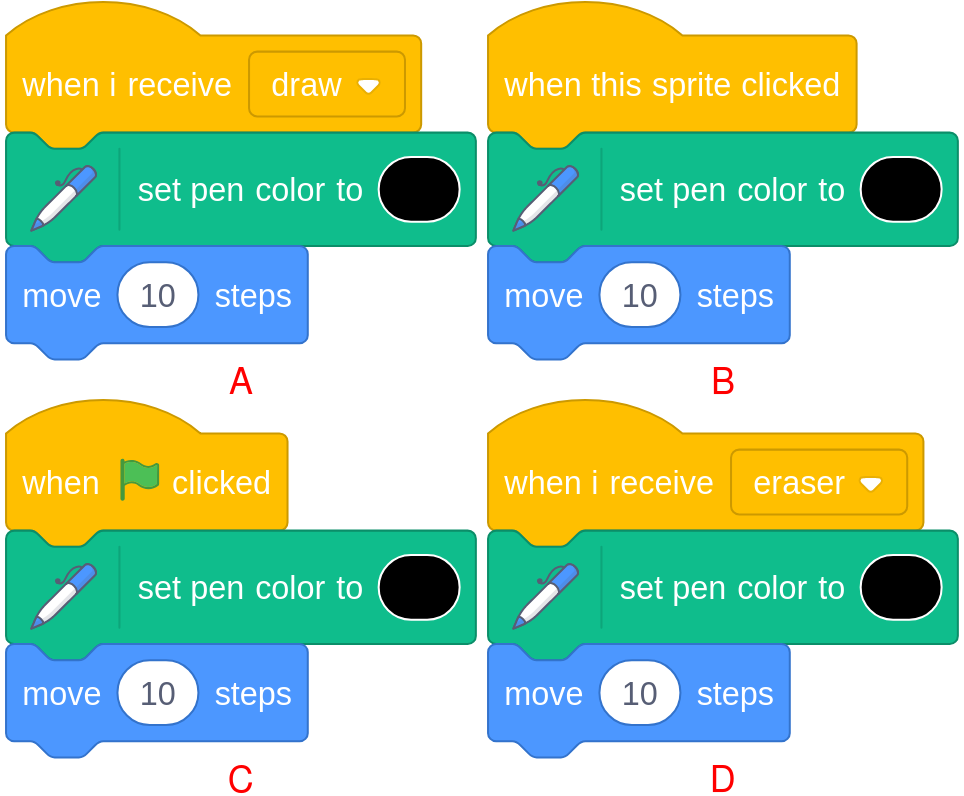 when i receive draw
set pen color to
move 10 steps
A
when this sprite clicked
set pen color to
move 10 steps
B
when clicked
set pen color to
move 10 steps
C
when i receive eraser
set pen color to
move 10 steps
D